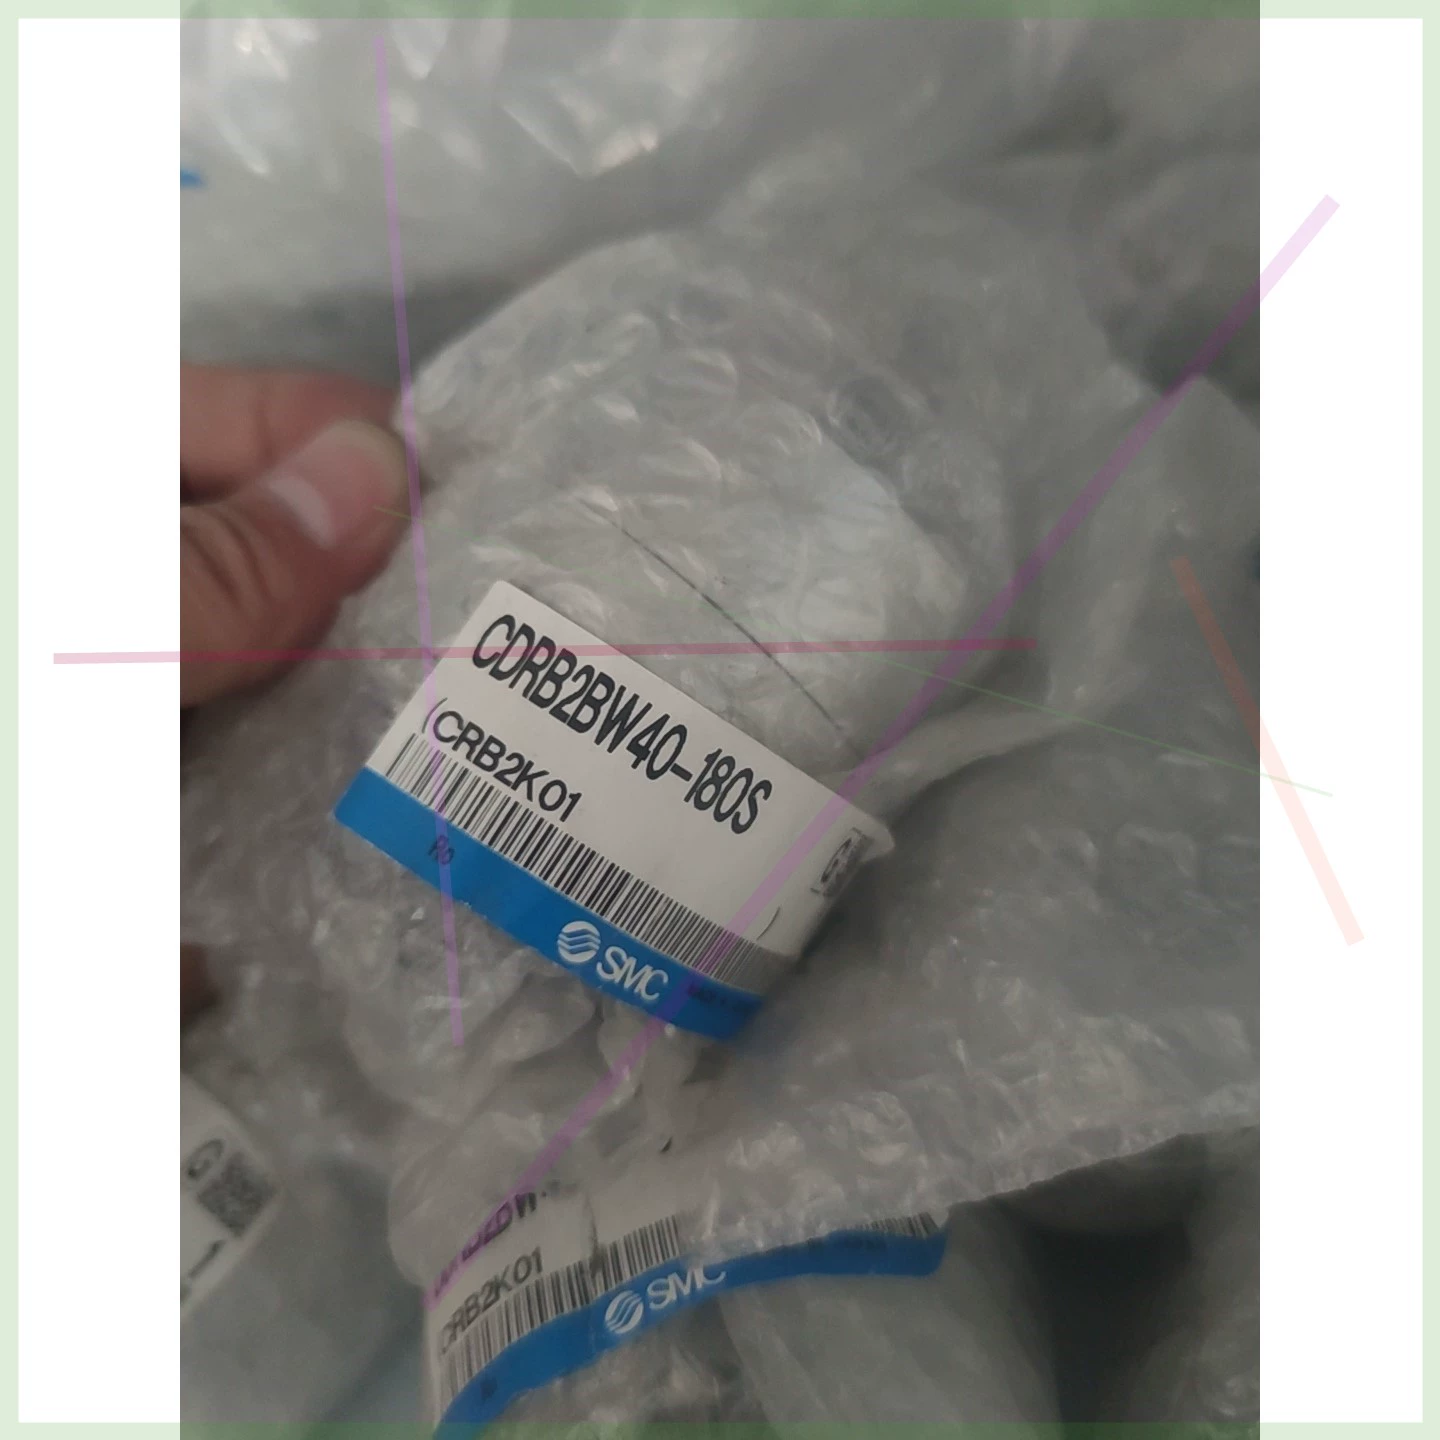 CDRB2BW40-180S
(CRB2K01
P/O
SMC
G
CRB2K01
SMC